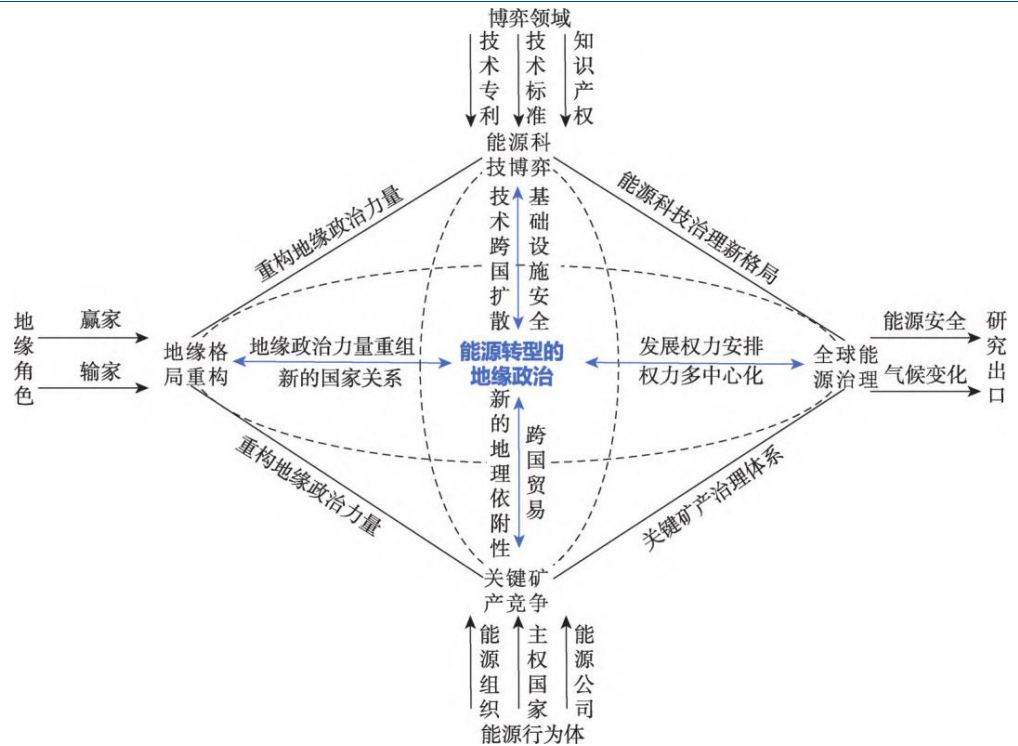 博弈领域
技术专利
技术标准
知识产权
能源科
技博弈
重构地缘政治力量
能源科技治理新格局
技术跨国扩散
基础设施安全
地缘角色
赢家
输家
地缘格
局重构
地缘政治力量重组
新的国家关系
能源转型的
地缘政治
发展权力安排
权力多中心化
全球能
源治理
能源安全
气候变化
研究出口
新的地理依附性
跨国贸易
重构地缘政治力量
关键矿产治理体系
关键矿
产竞争
能源组织
主权国家
能源公司
能源行为体